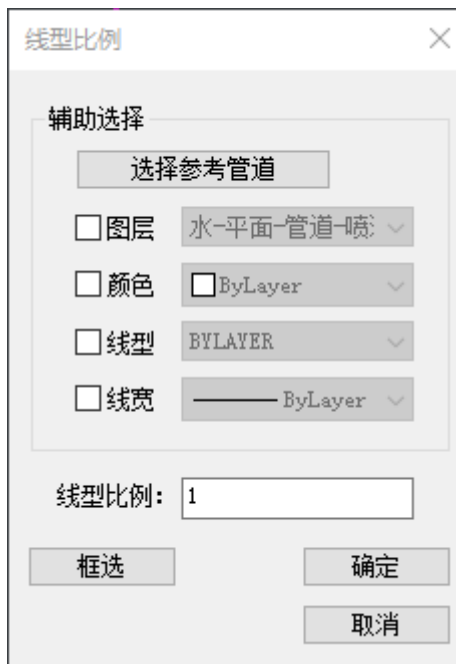 线型比例
辅助选择
选择参考管道
图层 水-平面-管道-喷
颜色 ByLayer
线型 BYLAYER
线宽 ByLayer
线型比例: 1
框选 确定
取消